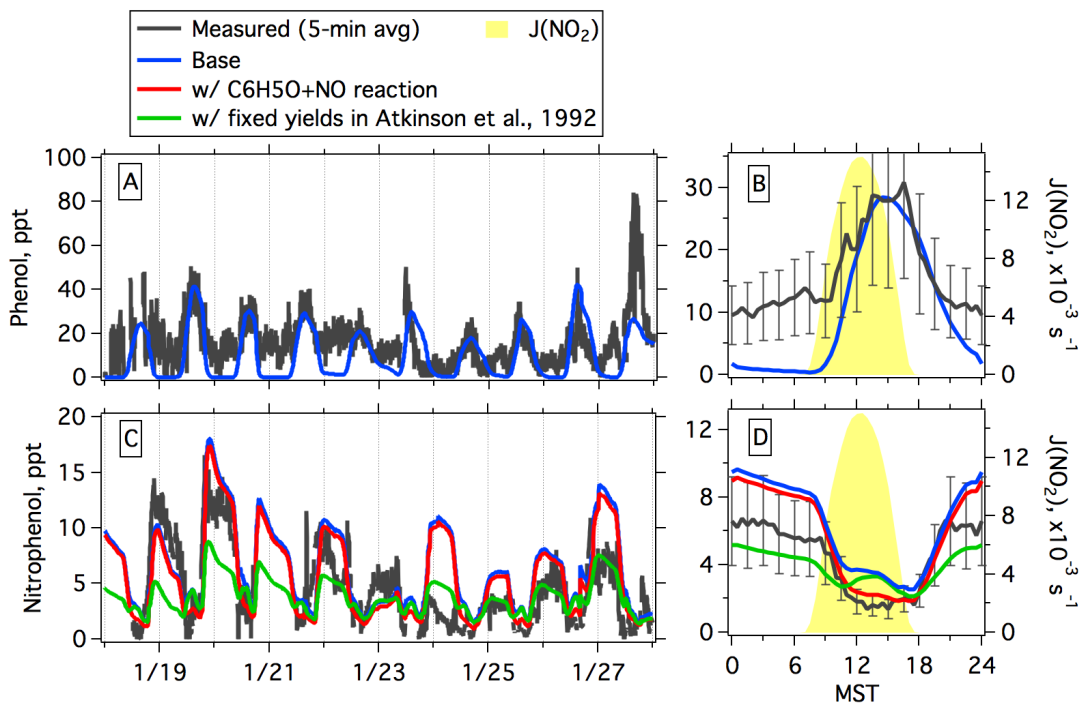 Measured (5-min avg)
J(NO2)
Base
w/ C6H5O+NO reaction
w/ fixed yields in Atkinson et al., 1992
A
Phenol, ppt
100
80
60
40
20
0
B
30
20
10
0
12
8
4
0
J(NO2), x10-3 s-1
C
Nitrophenol, ppt
20
15
10
5
0
1/19
1/21
1/23
1/25
1/27
D
12
8
4
0
12
8
4
0
J(NO2), x10-3 s-1
0
6
12
18
24
MST